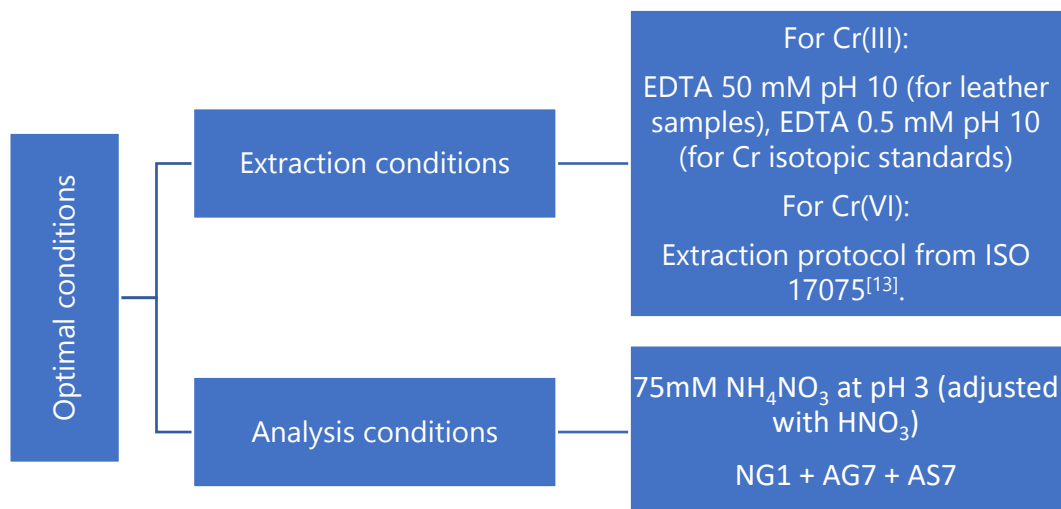 Optimal conditions
Extraction conditions
For Cr(III):
EDTA 50 mM pH 10 (for leather
samples), EDTA 0.5 mM pH 10
(for Cr isotopic standards)
For Cr(VI):
Extraction protocol from ISO
17075[13].
Analysis conditions
75mM NH₄NO₃ at pH 3 (adjusted
with HNO₃)
NG1 + AG7 + AS7